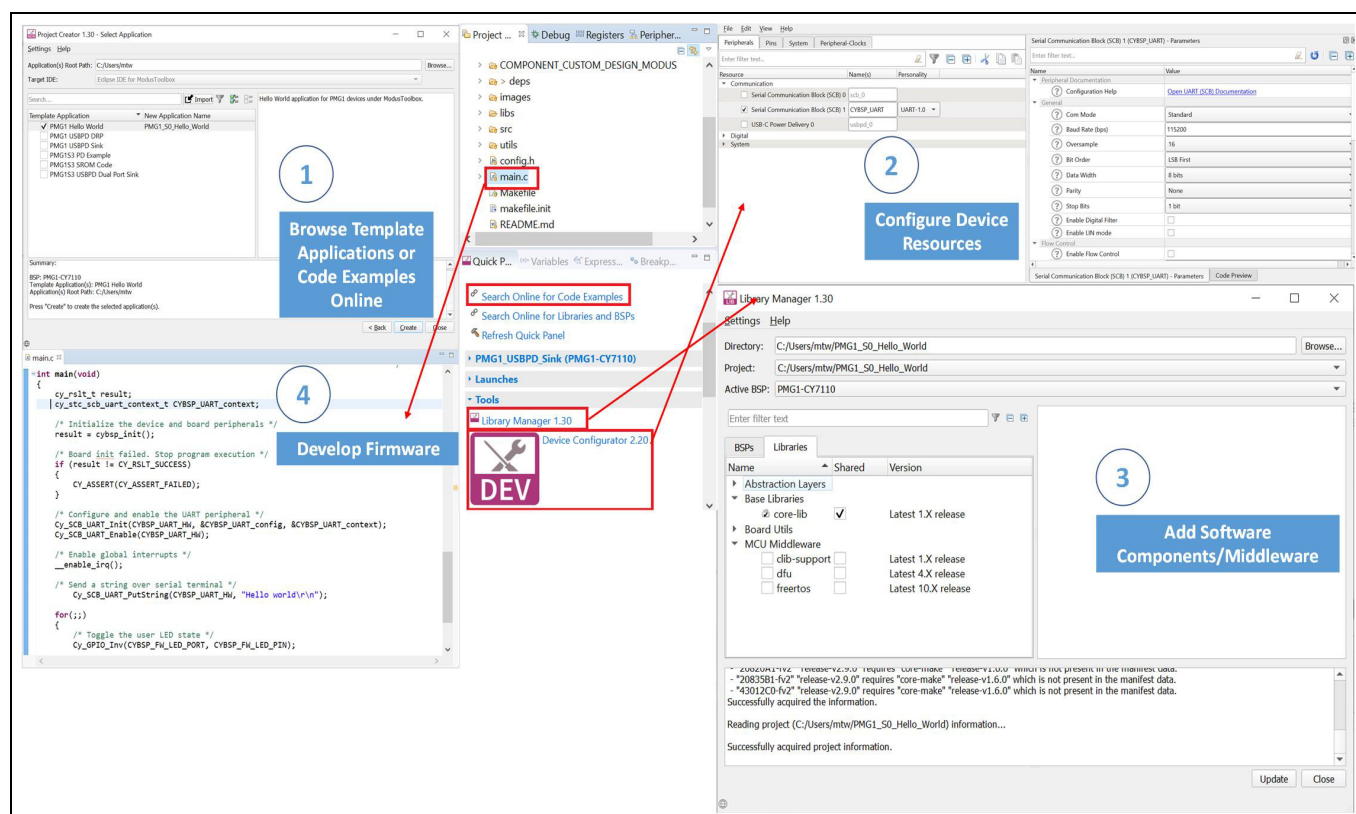 Project Creator 1.30 - Select Application
Settings Help
Application(s) Root Path: C:/Users/mtw Browse...
Target IDE: Eclipse IDE for ModusToolbox
Search... Import Hello World application for PMG1 devices under ModusToolbox.
Template Application New Application Name
PMG1 Hello World PMG1_S0_Hello_World
PMG1 USBPD DRP
PMG1 USBPD Sink
PMG1S3 PD Example
PMG1S3 SROM Code
PMG1S3 USBPD Dual Port Sink
1
Browse Template
Applications or
Code Examples
Online
Summary:
BSP: PMG1-CY7110
Template Application(s): PMG1 Hello World
Application(s) Root Path: C:/Users/mtw
Press "Create" to create the selected application(s).
< Back Create Close
main.c
int main(void)
{
cy_rslt_t result;
cy_stc_scb_uart_context_t CYBSP_UART_context;
/* Initialize the device and board peripherals */
result = cybsp_init();
/* Board init failed. Stop program execution */
if (result != CY_RSLT_SUCCESS)
{
CY_ASSERT(CY_ASSERT_FAILED);
}
/* Configure and enable the UART peripheral */
Cy_SCB_UART_Init(CYBSP_UART_HW, &CYBSP_UART_config, &CYBSP_UART_context);
Cy_SCB_UART_Enable(CYBSP_UART_HW);
/* Enable global interrupts */
__enable_irq();
/* Send a string over serial terminal */
Cy_SCB_UART_PutString(CYBSP_UART_HW, "Hello world\r\n");
for(;;)
{
/* Toggle the user LED state */
Cy_GPIO_Inv(CYBSP_FW_LED_PORT, CYBSP_FW_LED_PIN);
4
Develop Firmware
Project ... Debug Registers Peripher...
COMPONENT_CUSTOM_DESIGN_MODUS
> deps
images
libs
src
utils
config.h
main.c
Makefile
makefile.init
README.md
Quick P... Variables Express... Breakp...
Search Online for Code Examples
Search Online for Libraries and BSPs
Refresh Quick Panel
PMG1_USBPD_Sink (PMG1-CY7110)
Launches
Tools
Library Manager 1.30
Device Configurator 2.20
DEV
File Edit View Help
Peripherals Pins System Peripheral-Clocks
Enter filter text...
Resource Name(s) Personality
Communication
Serial Communication Block (SCB) 0 scb_0
Serial Communication Block (SCB) 1 CYBSP_UART UART-1.0
USB-C Power Delivery 0 usbpd_0
Digital
System
2
Configure Device
Resources
Serial Communication Block (SCB) 1 (CYBSP_UART) - Parameters
Enter filter text...
Name Value
Peripheral Documentation
Configuration Help Open UART (SCB) Documentation
General
Com Mode Standard
Baud Rate (bps) 115200
Oversample 16
Bit Order LSB First
Data Width 8 bits
Parity None
Stop Bits 1 bit
Enable Digital Filter
Enable LIN mode
Flow Control
Enable Flow Control
Serial Communication Block (SCB) 1 (CYBSP_UART) - Parameters Code Preview
Library Manager 1.30
Settings Help
Directory: C:/Users/mtw/PMG1_S0_Hello_World Browse...
Project: C:/Users/mtw/PMG1_S0_Hello_World
Active BSP: PMG1-CY7110
Enter filter text
BSPs Libraries
Name Shared Version
Abstraction Layers
Base Libraries
core-lib Latest 1.X release
Board Utils
MCU Middleware
clib-support Latest 1.X release
dfu Latest 4.X release
freertos Latest 10.X release
3
Add Software
Components/Middleware
- "20820A1-fv2" "release-v2.9.0" requires "core-make" "release-v1.6.0" which is not present in the manifest data.
- "20835B1-fv2" "release-v2.9.0" requires "core-make" "release-v1.6.0" which is not present in the manifest data.
- "43012C0-fv2" "release-v2.9.0" requires "core-make" "release-v1.6.0" which is not present in the manifest data.
Successfully acquired the information.
Reading project (C:/Users/mtw/PMG1_S0_Hello_World) information...
Successfully acquired project information.
Update Close